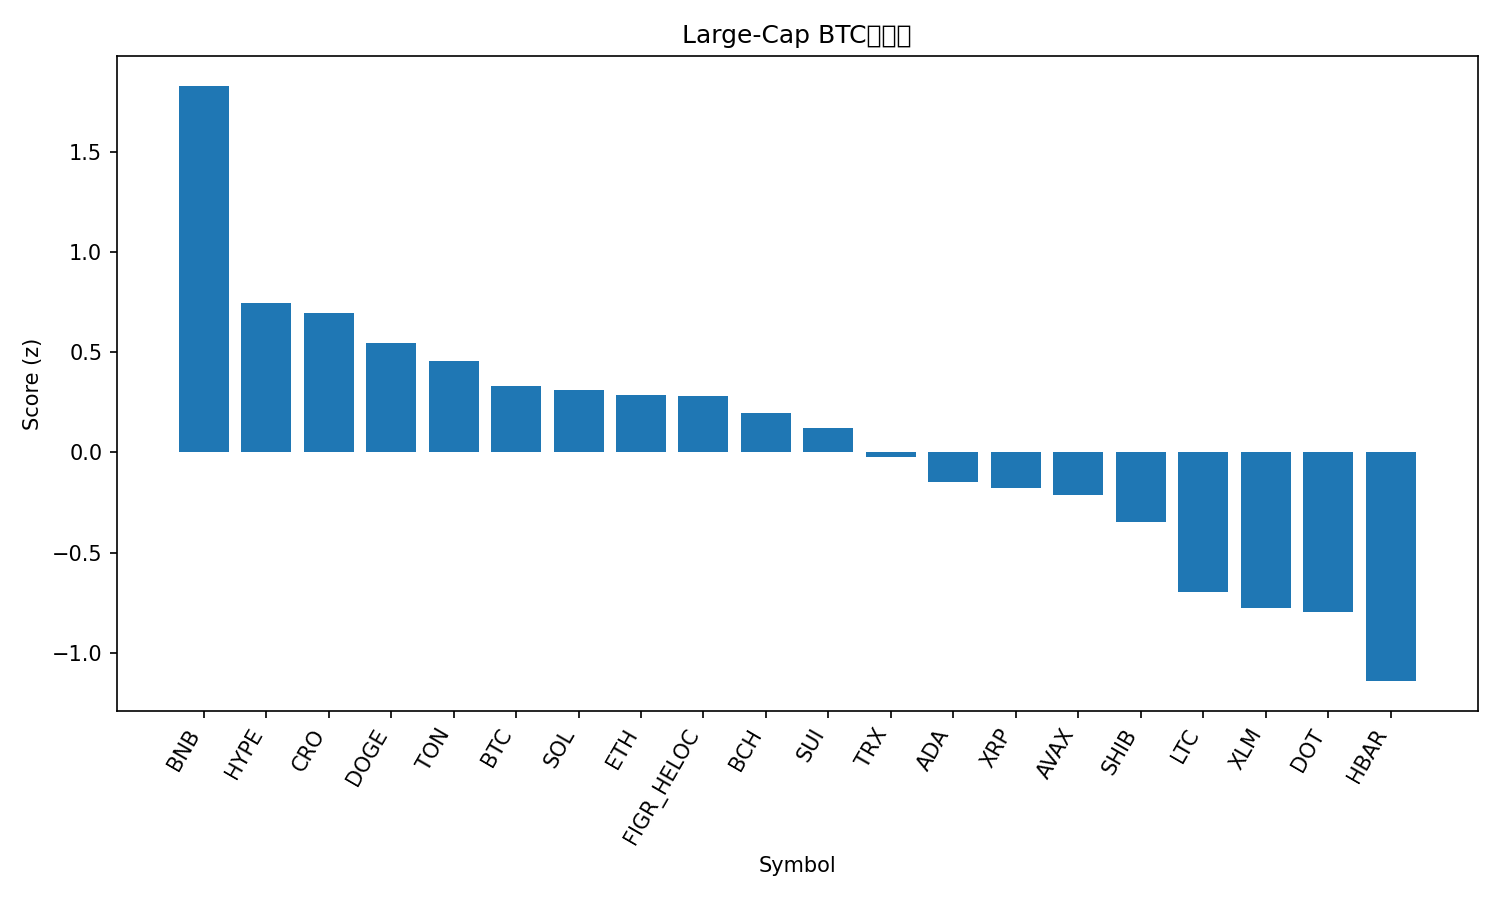 Large-Cap BTC
Score (z)
1.5
1.0
0.5
0.0
−0.5
−1.0
BNB
HYPE
CRO
DOGE
TON
BTC
SOL
ETH
FIGR_HELOC
BCH
SUI
TRX
ADA
XRP
AVAX
SHIB
LTC
XLM
DOT
HBAR
Symbol